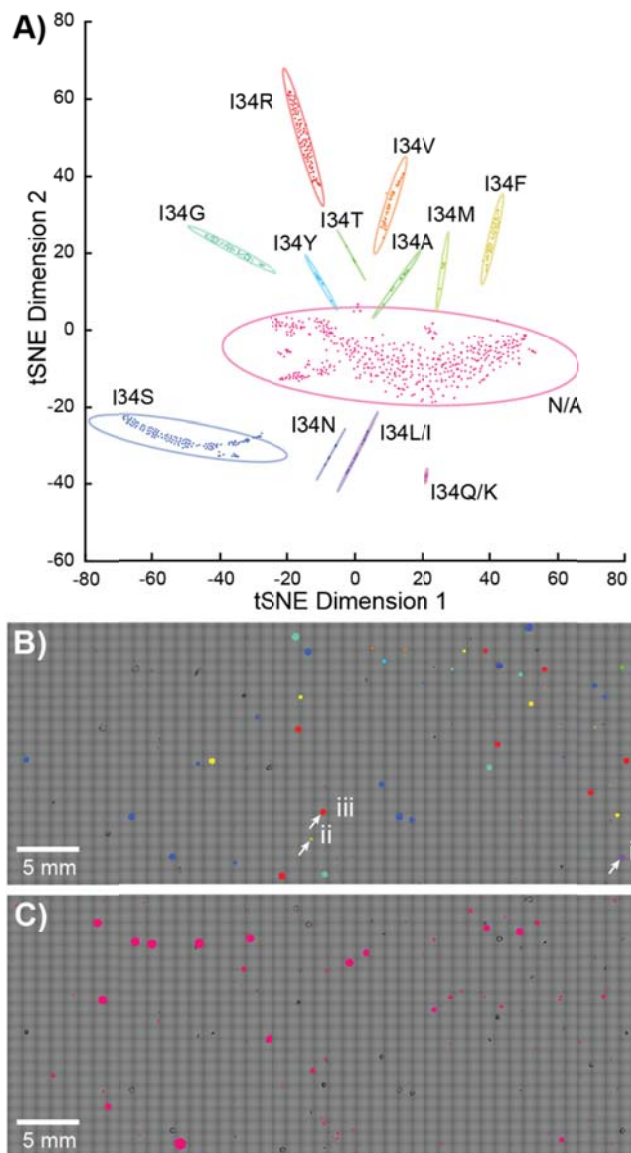 A)
80
60
40
20
0
-20
-40
-60
-80
-60
-40
-20
0
20
40
60
80
tSNE Dimension 2
tSNE Dimension 1
I34R
I34V
I34F
I34G
I34T
I34M
I34Y
I34A
N/A
I34S
I34N
I34L/I
I34Q/K
B)
iii
ii
5 mm
C)
5 mm